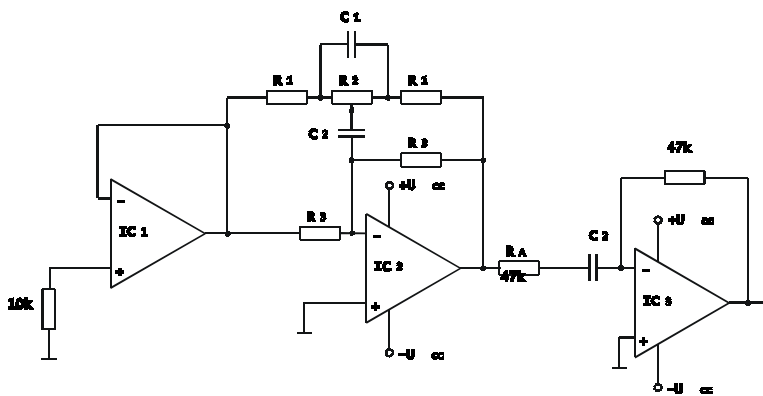 C 1
R 1
R 2
R 1
C 2
R 3
47k
+U cc
- 
IC 1
+
R 3
-
IC 2
+
-U cc
R A
47k
C 2
+U cc
-
IC 3
+
-U cc
10k